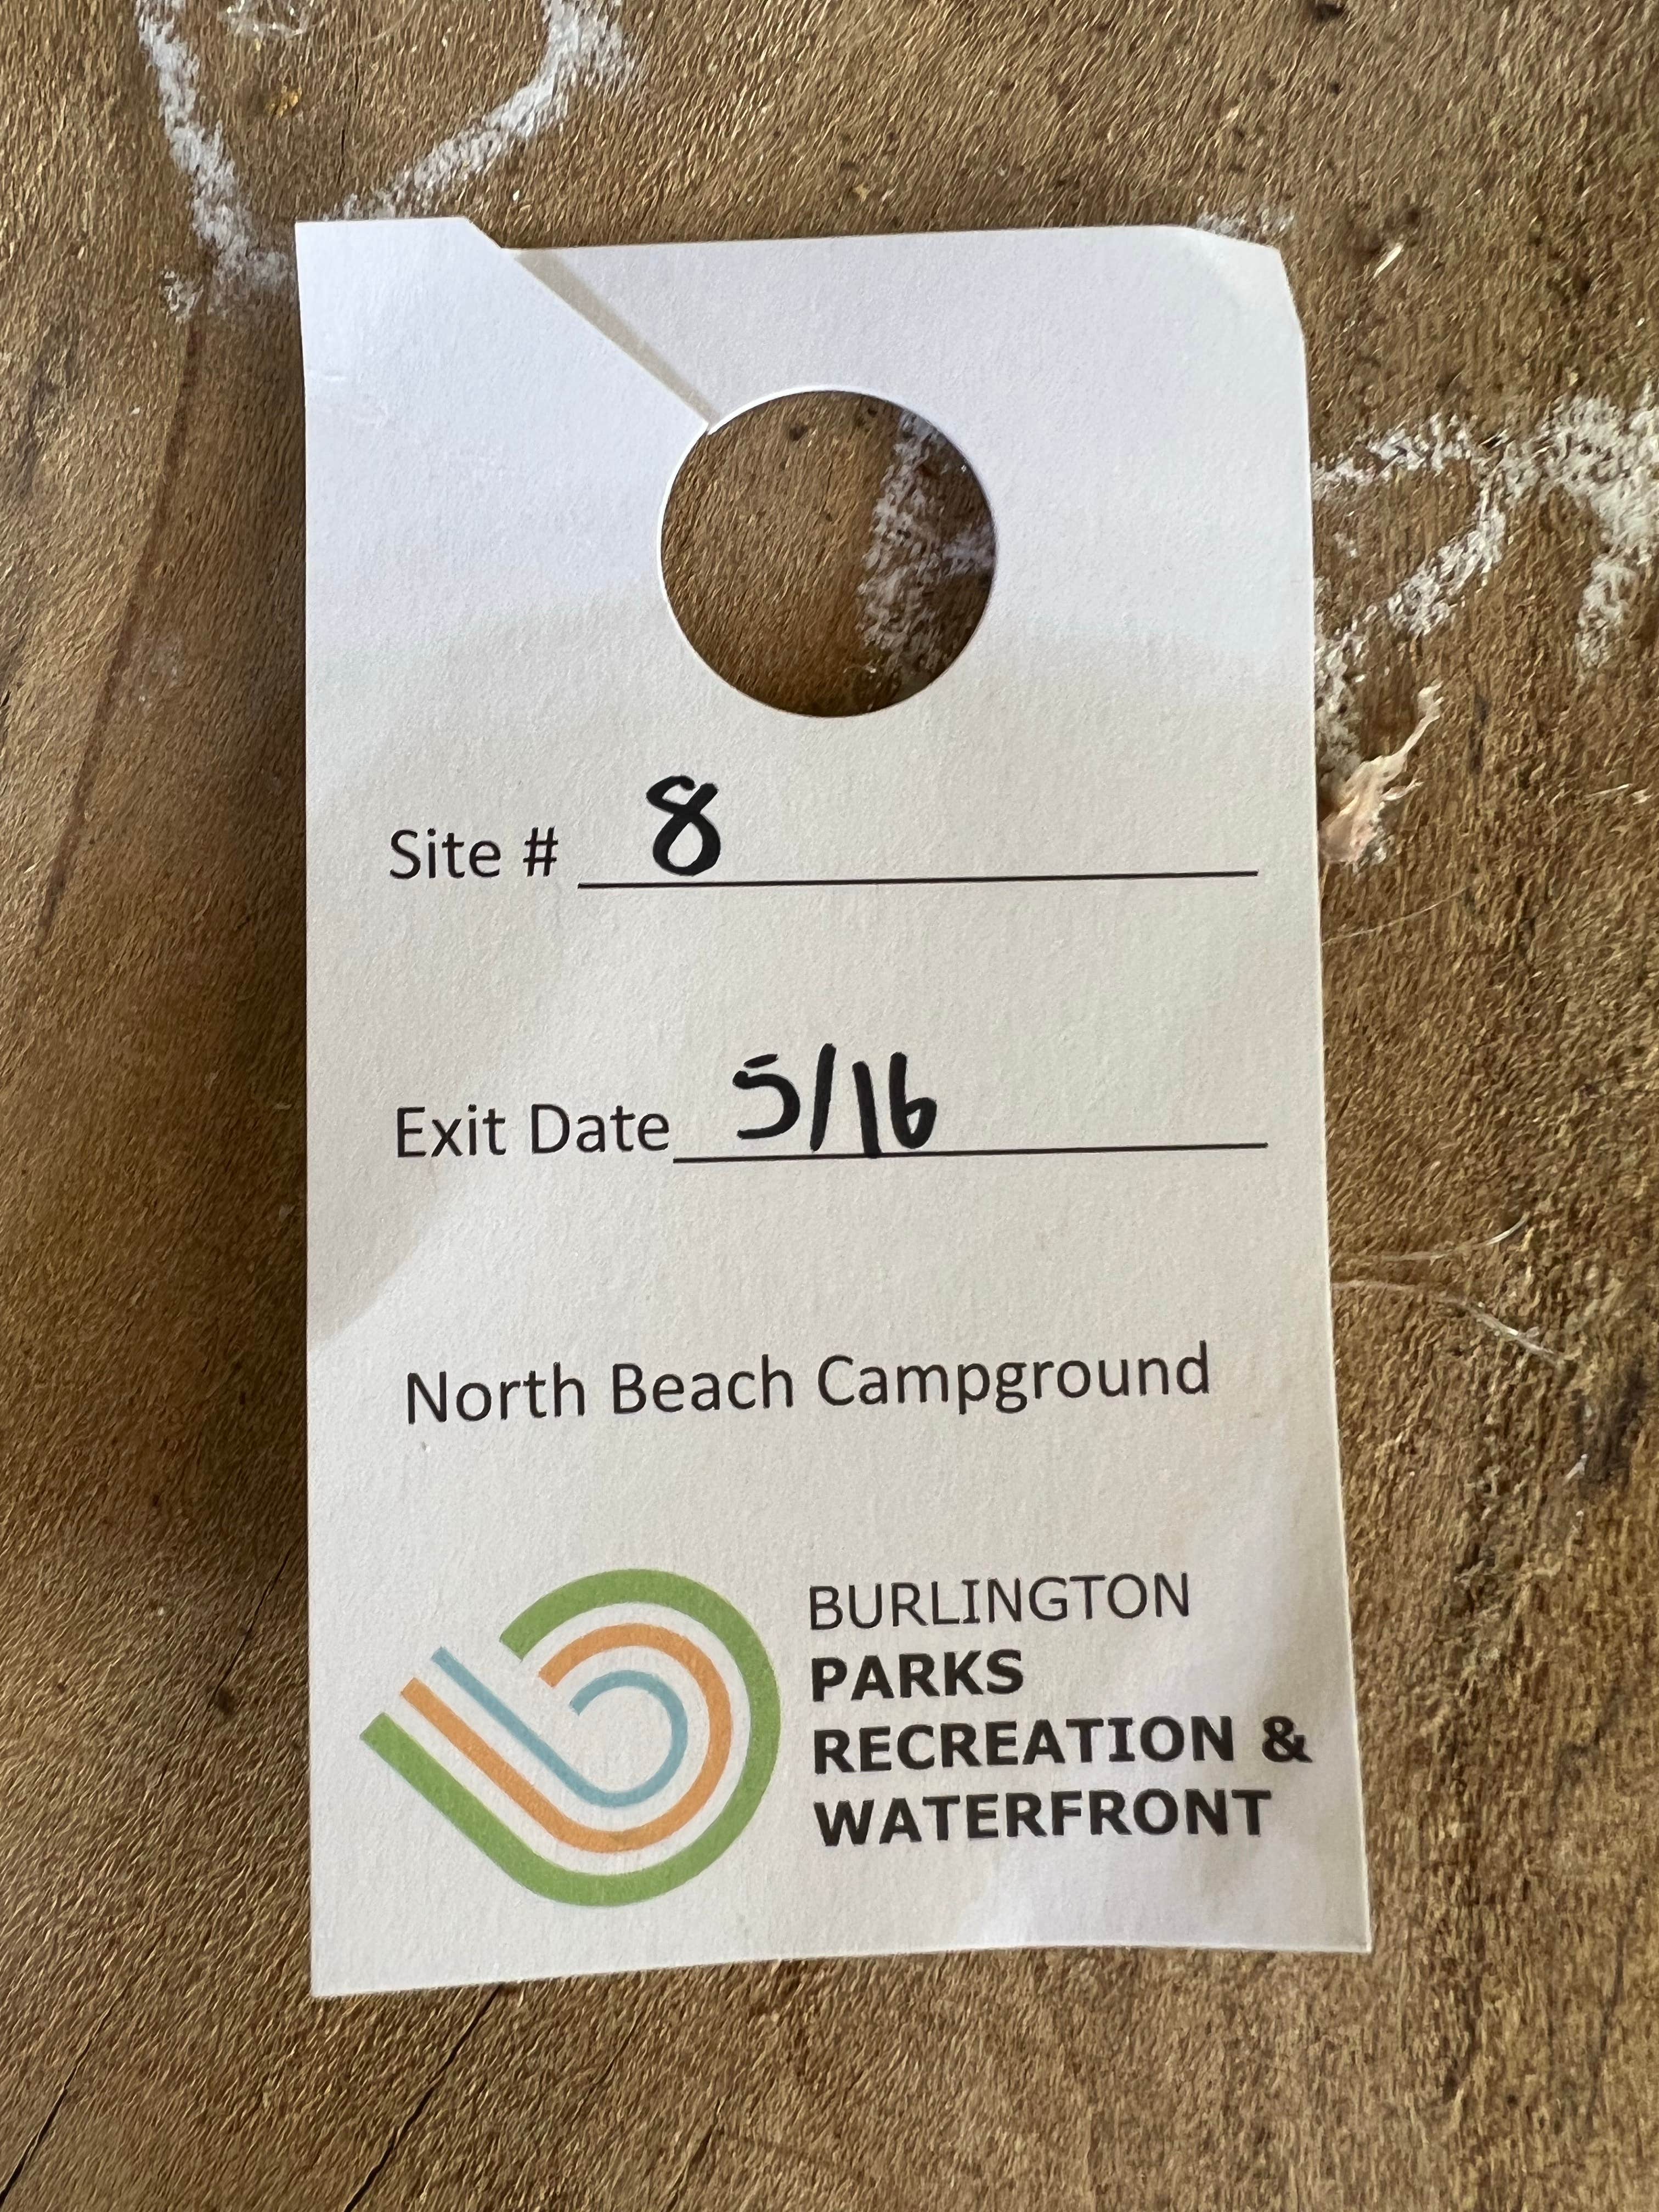 Site # 8
Exit Date 5/16
North Beach Campground
BURLINGTON
PARKS
RECREATION &
WATERFRONT